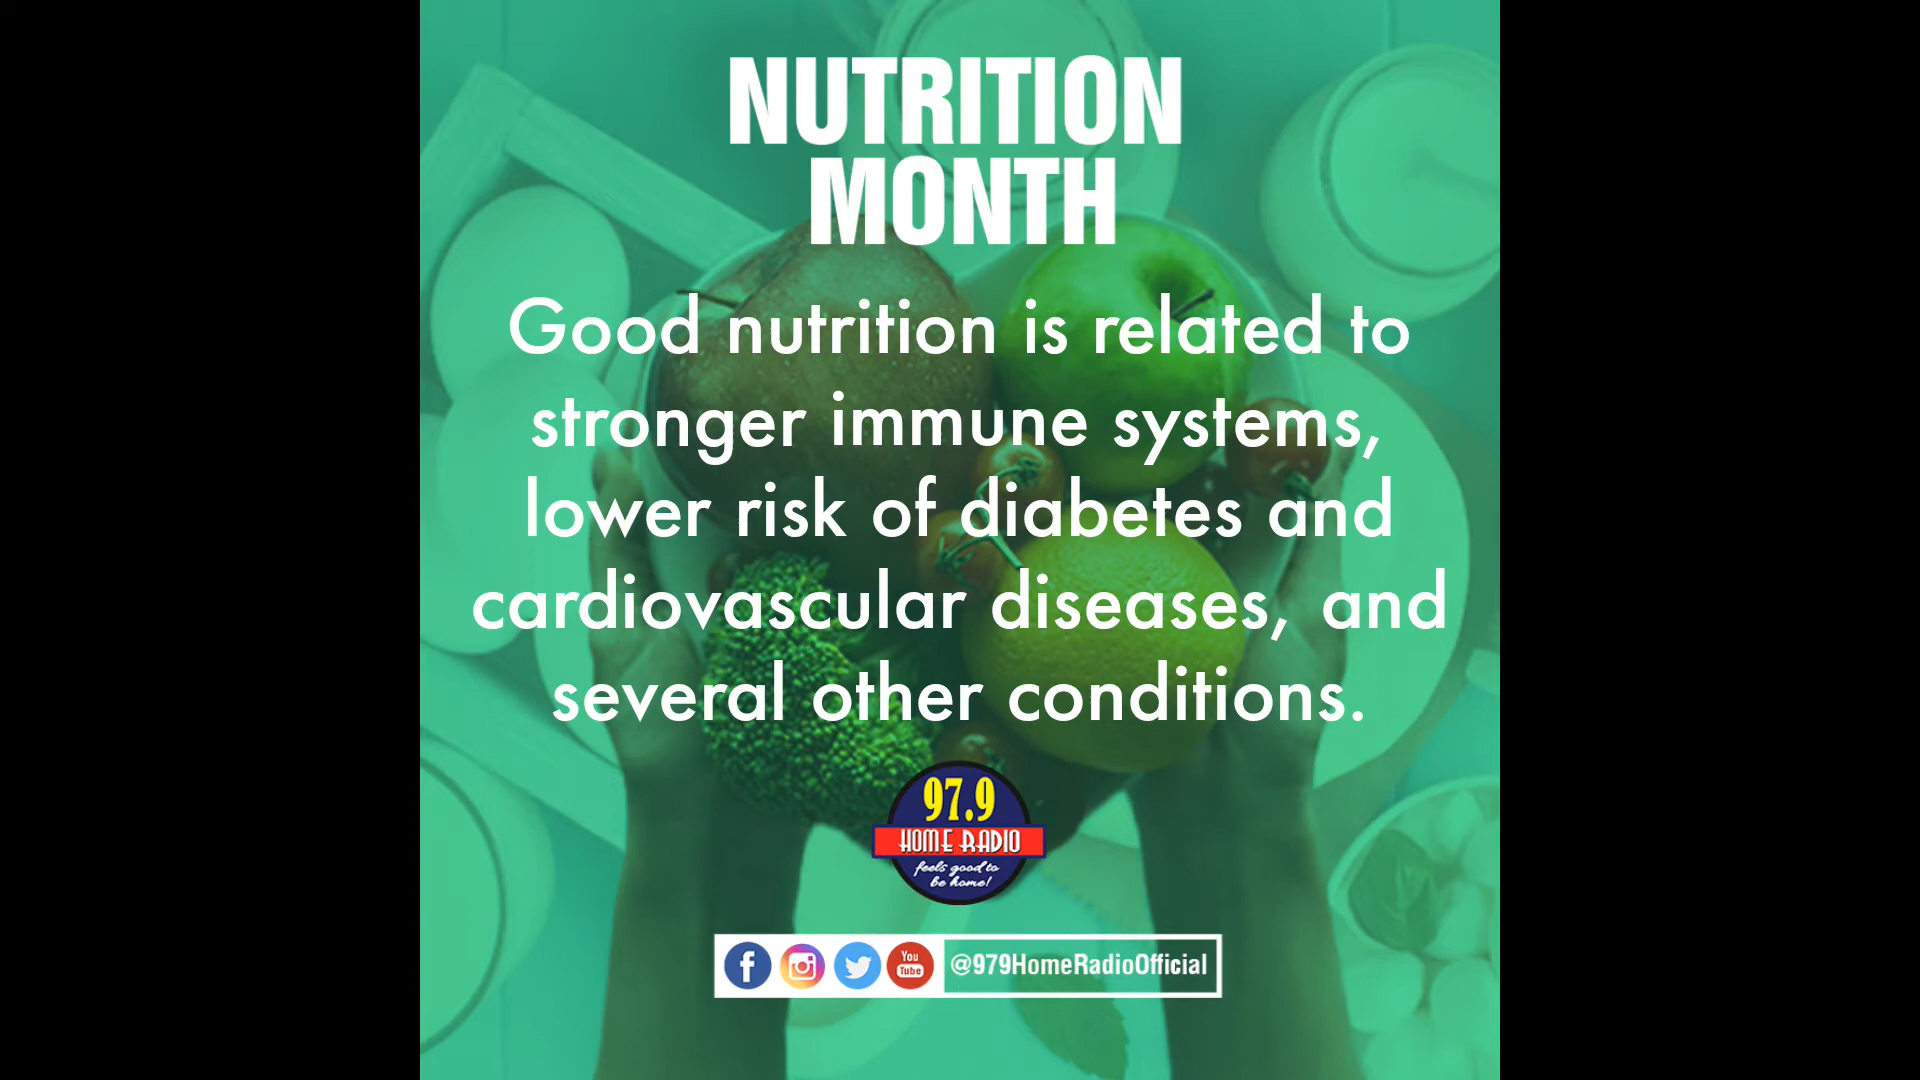 NUTRITION
MONTH
Good nutrition is related to
stronger immune systems,
lower risk of diabetes and
cardiovascular diseases, and
several other conditions.
97.9
HOME RADIO
feels good to
be home!
You
Tube
@979HomeRadioOfficial